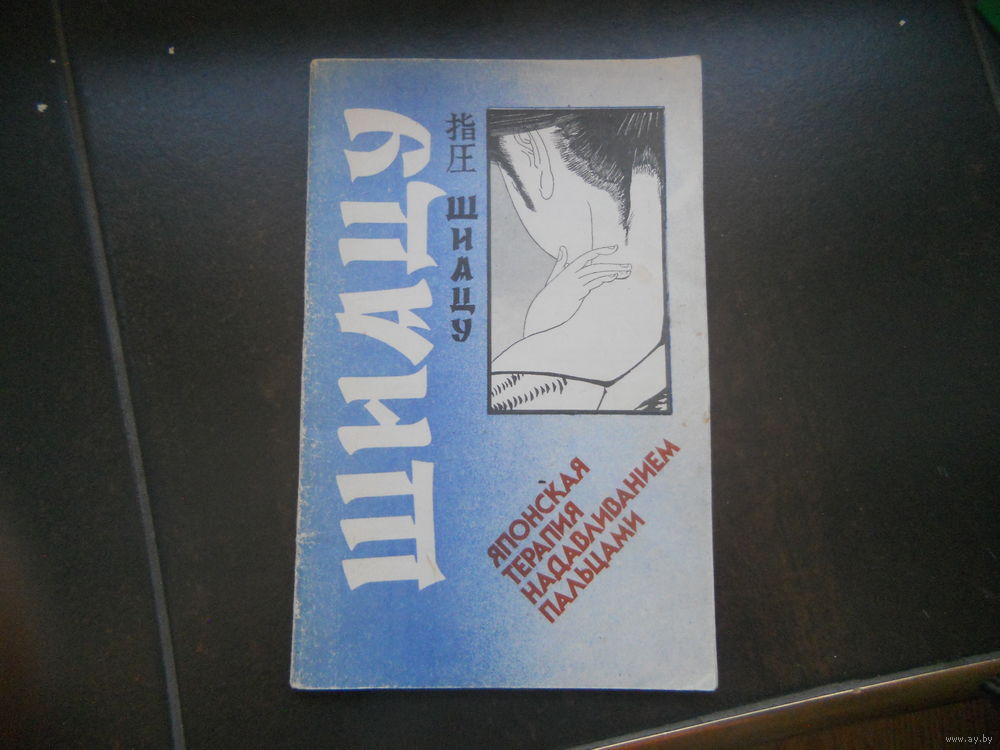 ШИАЦУ
指圧
ШИАЦУ
ЯПОНСКАЯ
ТЕРАПИЯ
НАДАВЛИВАНИЕМ
ПАЛЬЦАМИ
www.ay.by